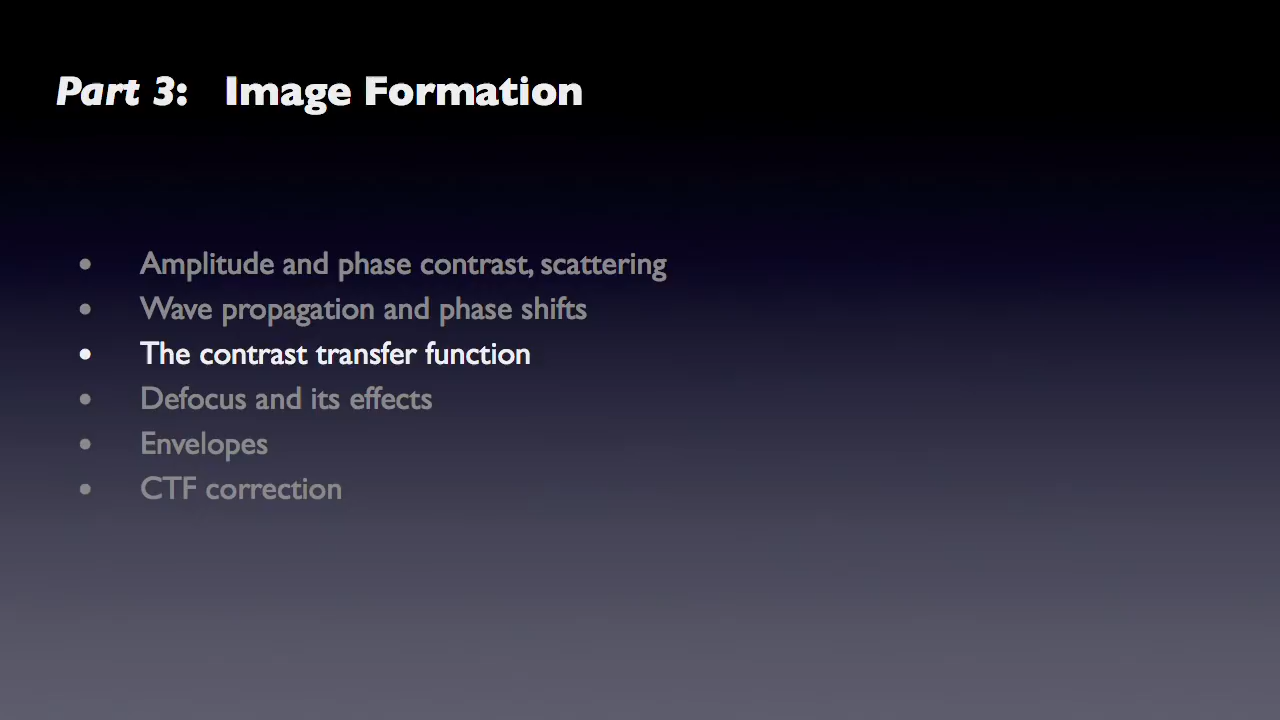 Part 3: Image Formation
• Amplitude and phase contrast, scattering
• Wave propagation and phase shifts
• The contrast transfer function
• Defocus and its effects
• Envelopes
• CTF correction